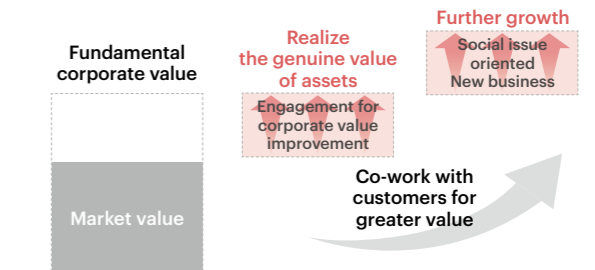 Fundamental
corporate value
Market value
Realize
the genuine value
of assets
Engagement for
corporate value
improvement
Further growth
Social issue
oriented
New business
Co-work with
customers for
greater value